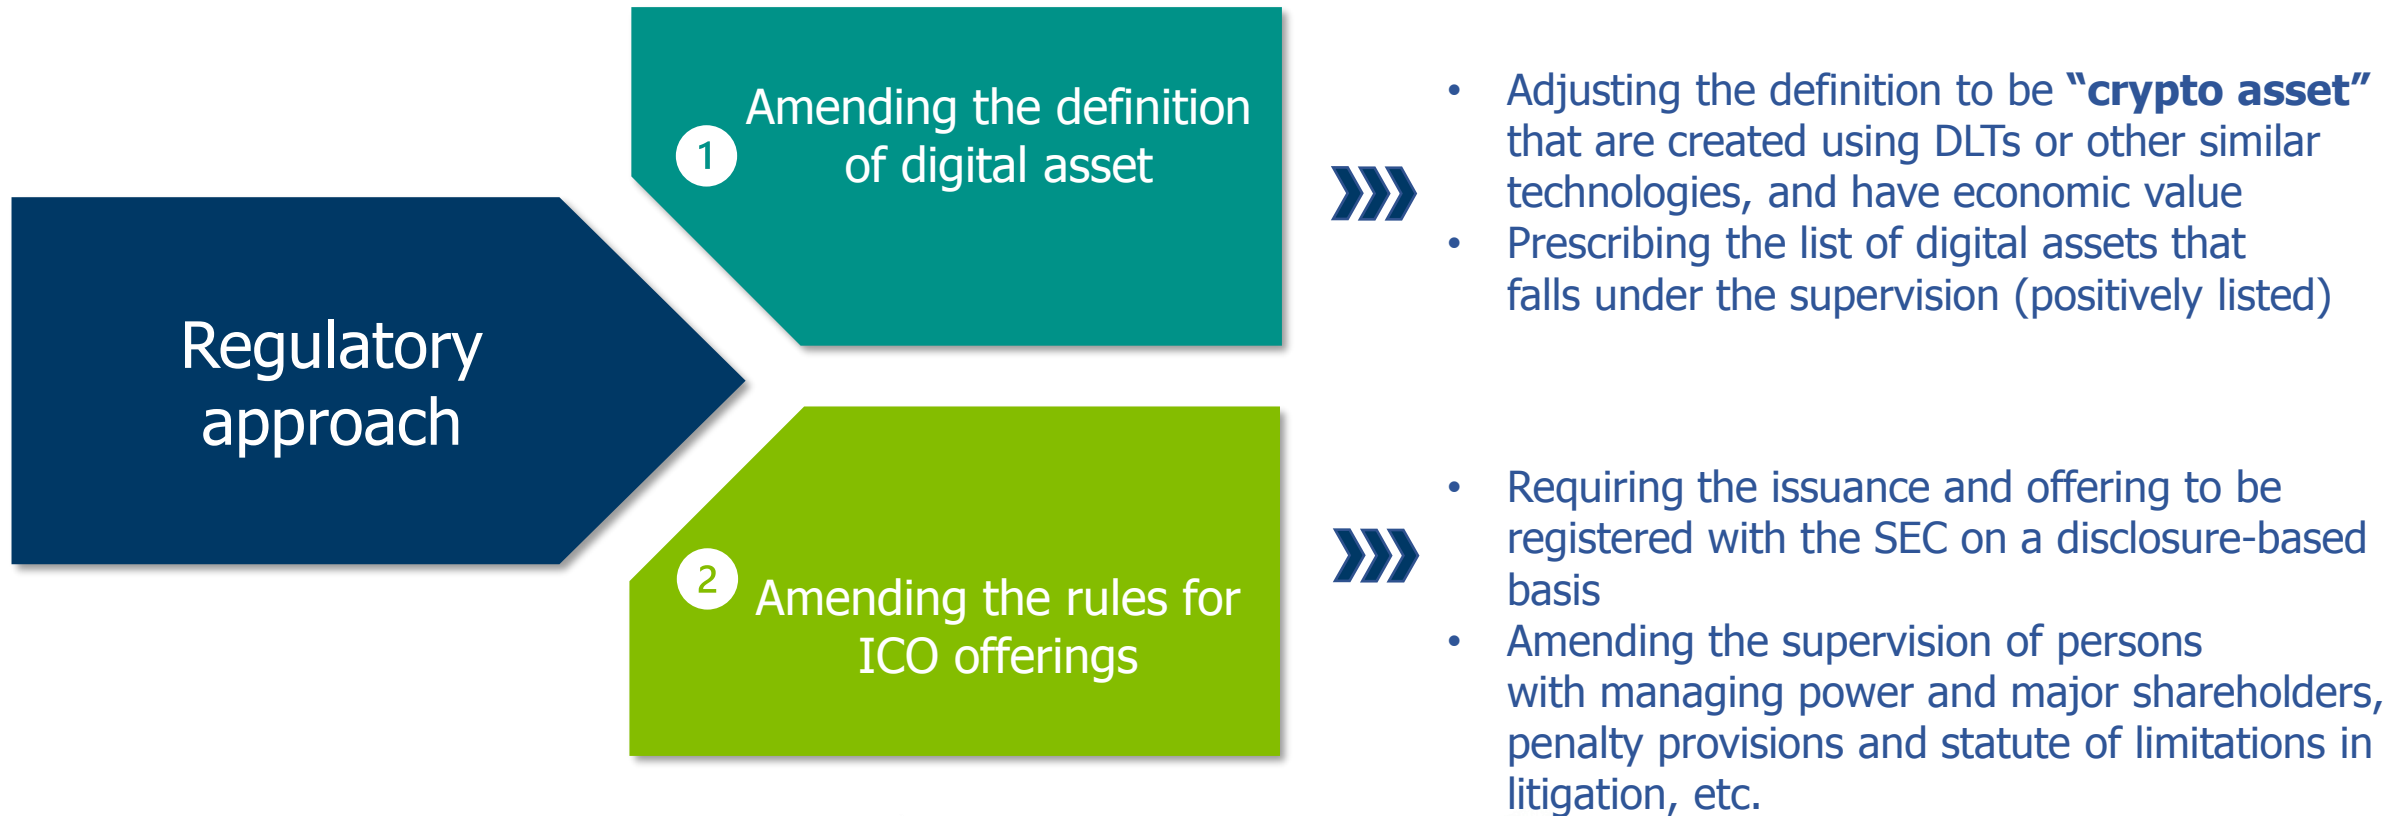 Regulatory
approach
1
Amending the definition
of digital asset
• Adjusting the definition to be “crypto asset”
that are created using DLTs or other similar
technologies, and have economic value
• Prescribing the list of digital assets that
falls under the supervision (positively listed)
2
Amending the rules for
ICO offerings
• Requiring the issuance and offering to be
registered with the SEC on a disclosure-based
basis
• Amending the supervision of persons
with managing power and major shareholders,
penalty provisions and statute of limitations in
litigation, etc.